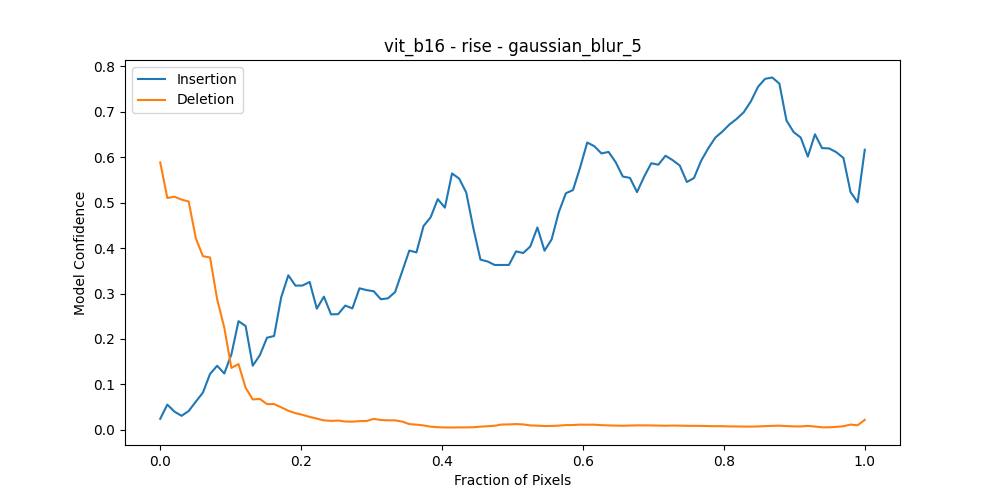 vit_b16 - rise - gaussian_blur_5
Insertion
Deletion
Model Confidence
0.8
0.7
0.6
0.5
0.4
0.3
0.2
0.1
0.0
0.0 0.2 0.4 0.6 0.8 1.0
Fraction of Pixels